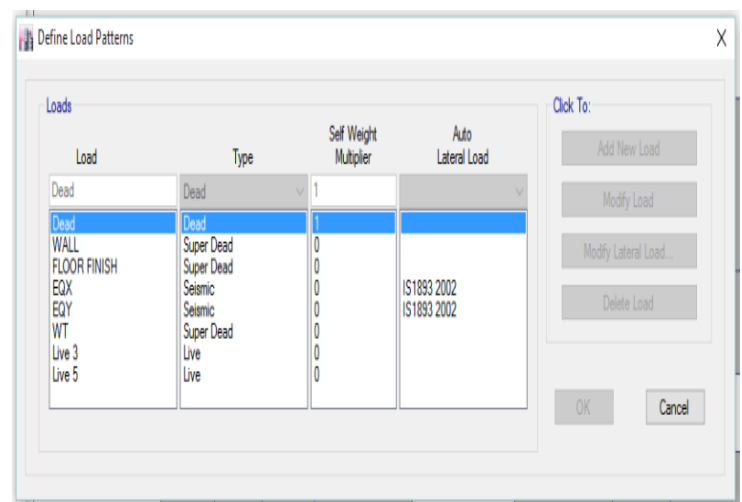 Define Load Patterns
Loads
Click To:
Load Type Self Weight Multiplier Auto Lateral Load
Dead Dead 1
Dead Dead 1
WALL Super Dead 0
FLOOR FINISH Super Dead 0
EQX Seismic 0 IS1893 2002
EQY Seismic 0 IS1893 2002
WT Super Dead 0
Live 3 Live 0
Live 5 Live 0
Add New Load
Modify Load
Modify Lateral Load...
Delete Load
OK Cancel